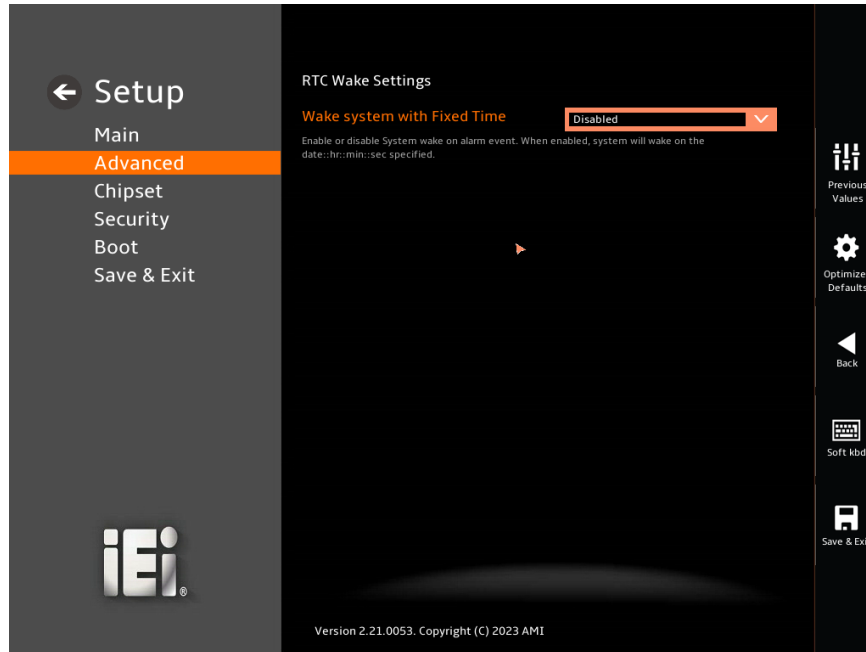 Setup
Main
Advanced
Chipset
Security
Boot
Save & Exit
iEi®
RTC Wake Settings
Wake system with Fixed Time
Disabled
Enable or disable System wake on alarm event. When enabled, system will wake on the
date::hr::min::sec specified.
Version 2.21.0053. Copyright (C) 2023 AMI
Previous
Values
Optimize
Defaults
Back
Soft kbd
Save & Exi